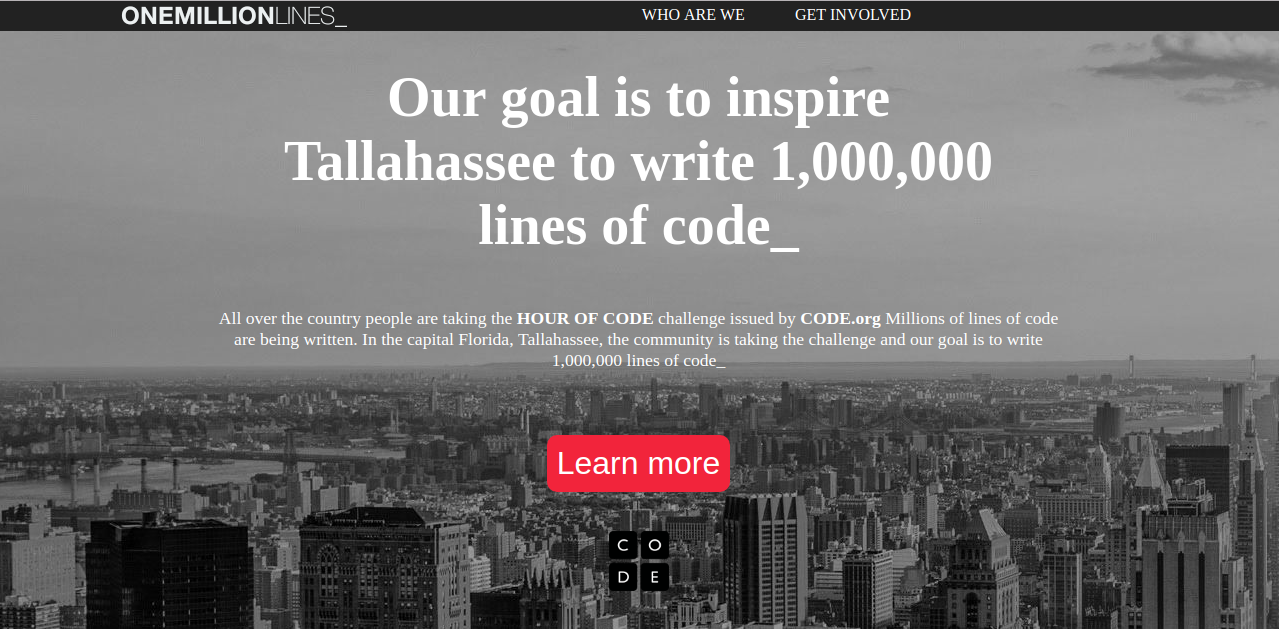 ONEMILLIONLINES_
WHO ARE WE
GET INVOLVED
Our goal is to inspire
Tallahassee to write 1,000,000
lines of code_
All over the country people are taking the HOUR OF CODE challenge issued by CODE.org Millions of lines of code
are being written. In the capital Florida, Tallahassee, the community is taking the challenge and our goal is to write
1,000,000 lines of code_
Learn more
C O
D E